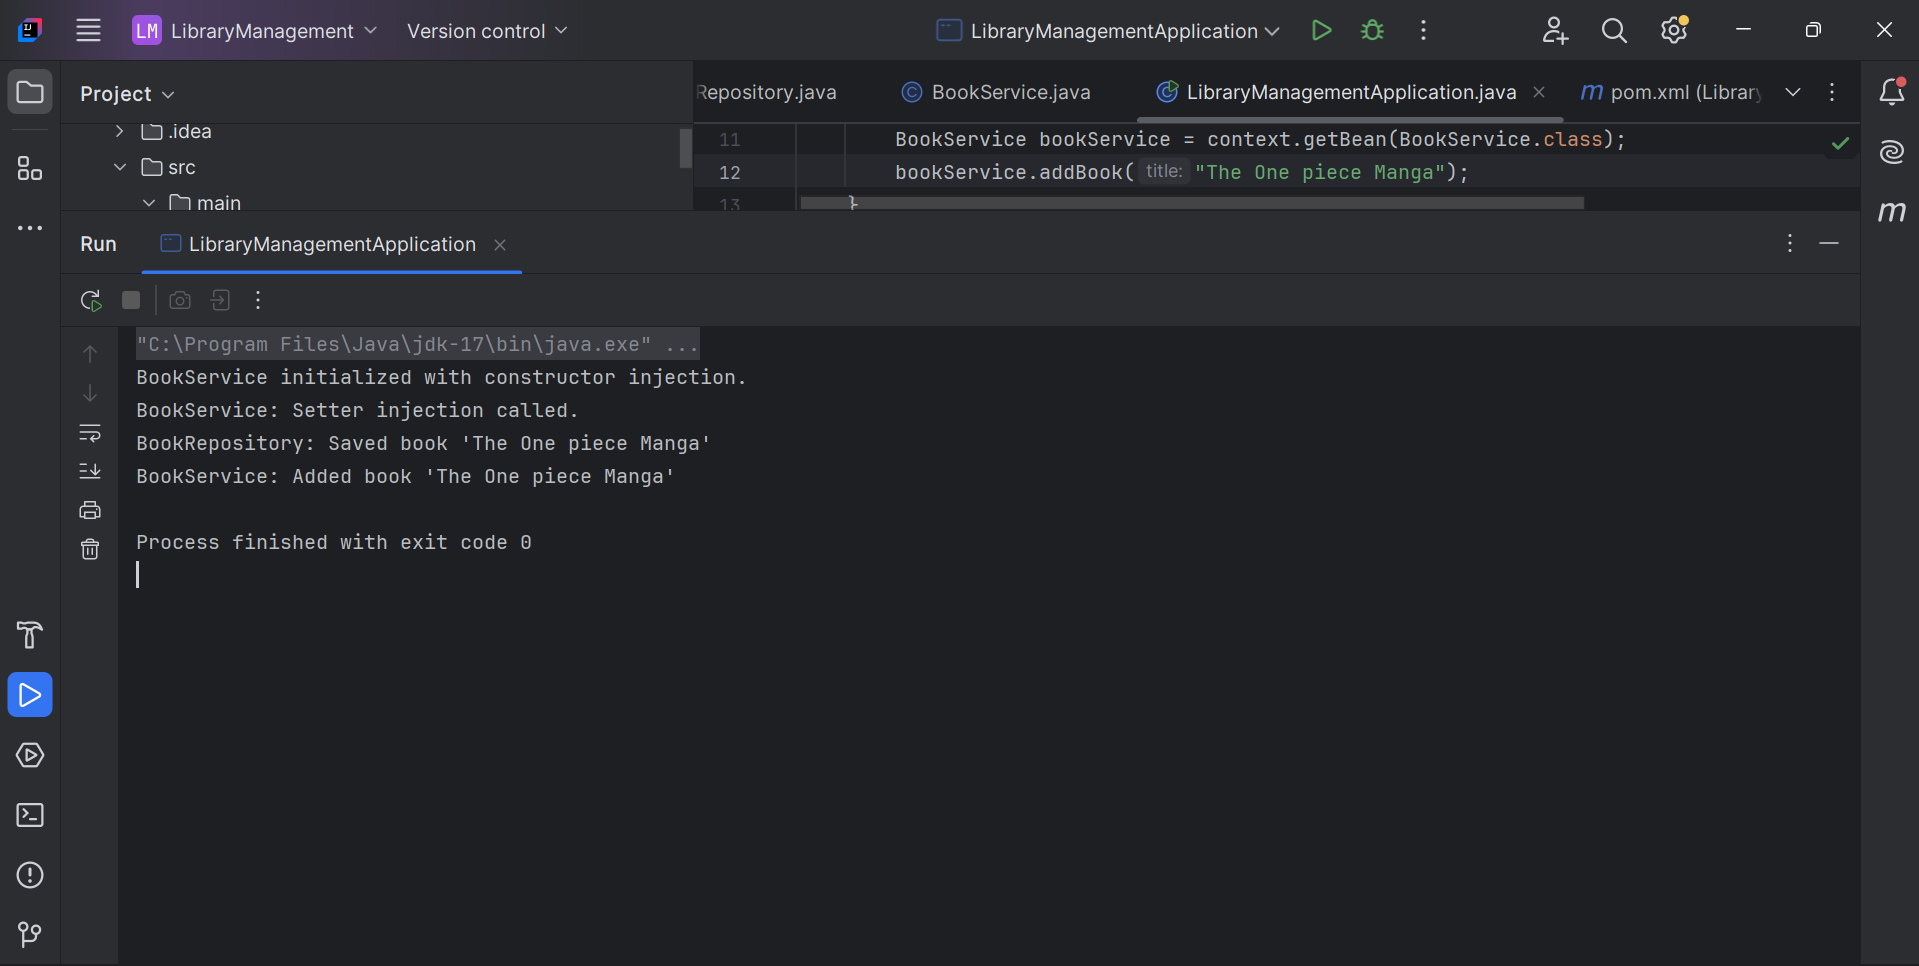 LM LibraryManagement Version control LibraryManagementApplication
Project
Repository.java BookService.java LibraryManagementApplication.java pom.xml (Library
.idea
src
main
11 BookService bookService = context.getBean(BookService.class);
12 bookService.addBook( title: "The One piece Manga");
13 }
Run LibraryManagementApplication
"C:\Program Files\Java\jdk-17\bin\java.exe" ...
BookService initialized with constructor injection.
BookService: Setter injection called.
BookRepository: Saved book 'The One piece Manga'
BookService: Added book 'The One piece Manga'
Process finished with exit code 0